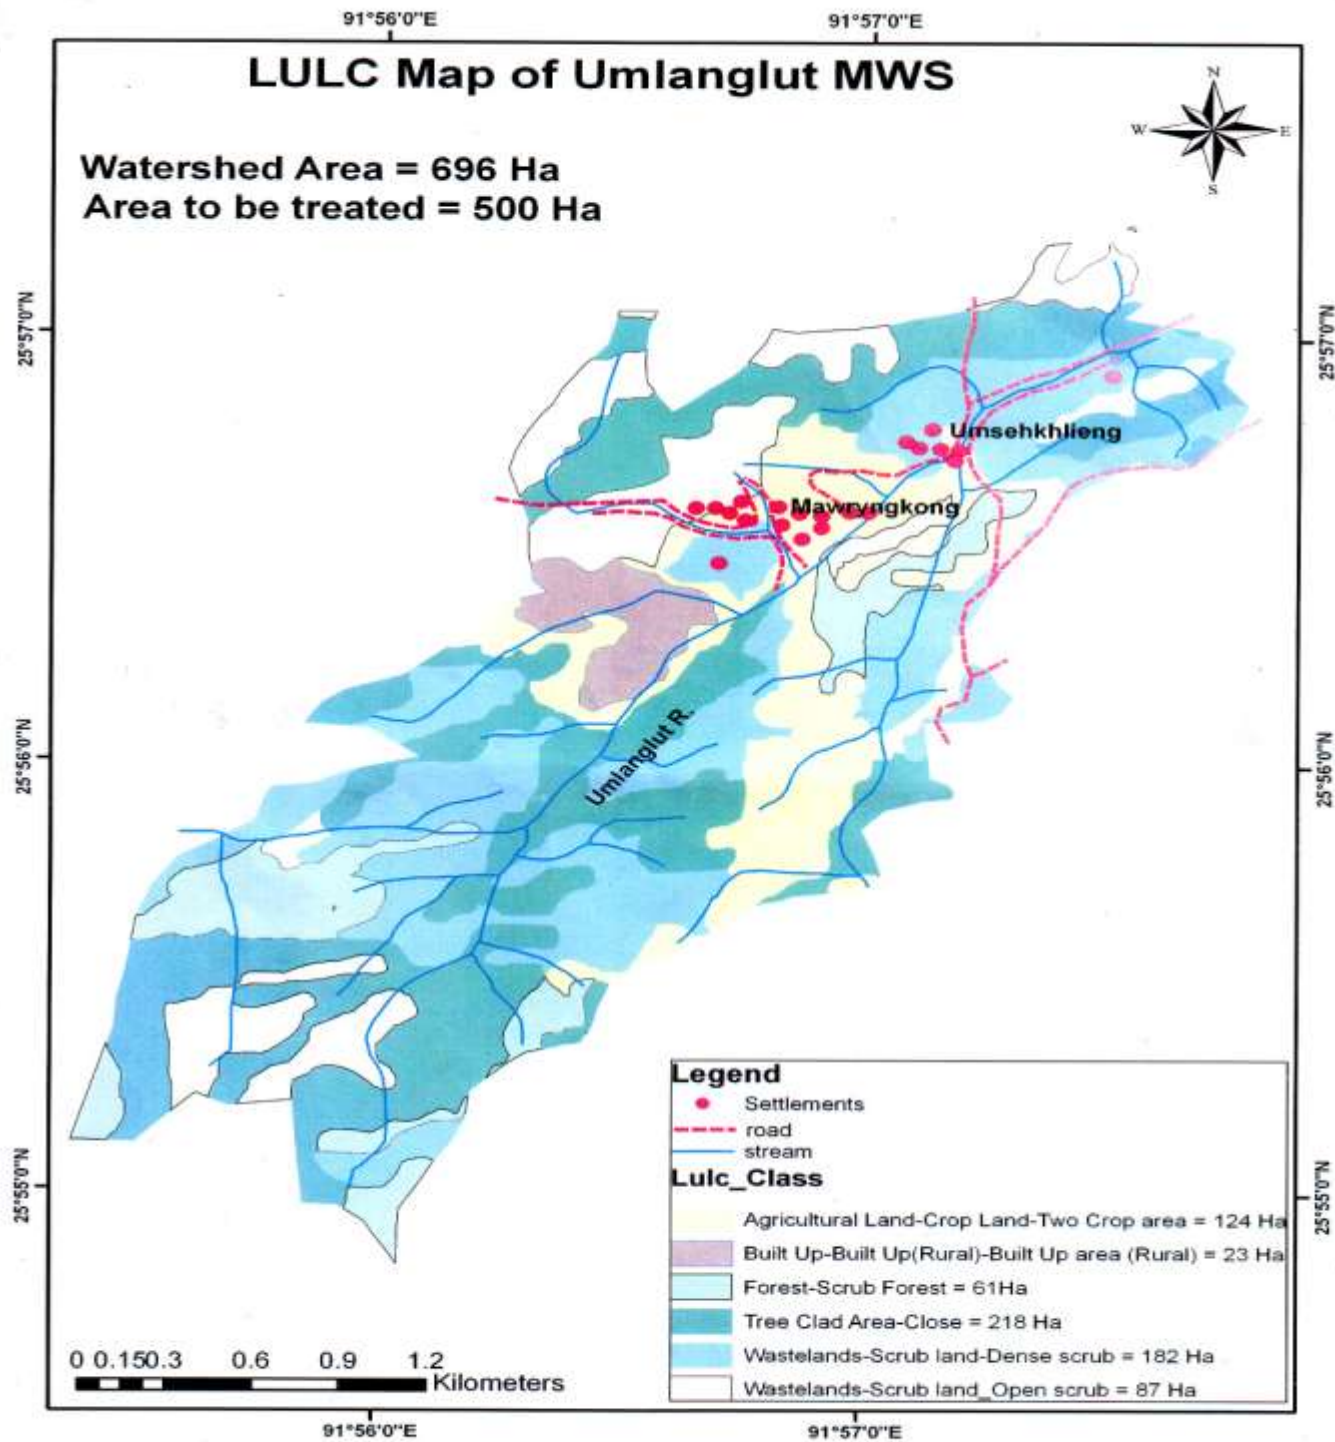 91°56'0"E 91°57'0"E
LULC Map of Umlanglut MWS
N
W E
S
Watershed Area = 696 Ha
Area to be treated = 500 Ha
25°57'0"N 25°57'0"N
Umsehkhlieng
Mawryngkong
Umlanglut R.
25°56'0"N 25°56'0"N
25°55'0"N 25°55'0"N
Legend
Settlements
road
stream
Lulc_Class
Agricultural Land-Crop Land-Two Crop area = 124 Ha
Built Up-Built Up(Rural)-Built Up area (Rural) = 23 Ha
Forest-Scrub Forest = 61Ha
Tree Clad Area-Close = 218 Ha
Wastelands-Scrub land-Dense scrub = 182 Ha
Wastelands-Scrub land_Open scrub = 87 Ha
0 0.150.3 0.6 0.9 1.2
Kilometers
91°56'0"E 91°57'0"E